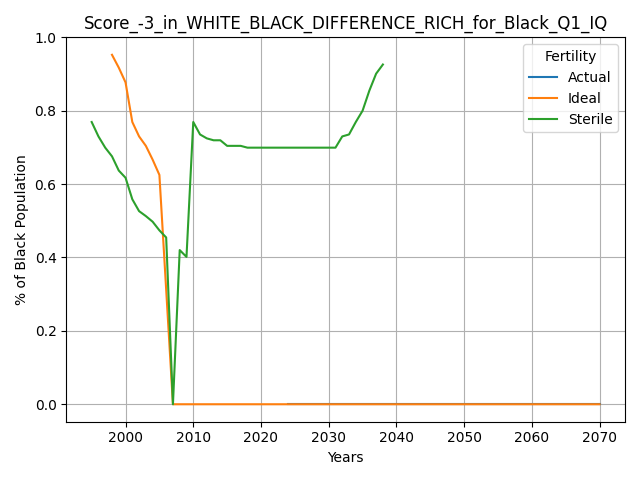 Score_-3_in_WHITE_BLACK_DIFFERENCE_RICH_for_Black_Q1_IQ
Fertility
Actual
Ideal
Sterile
% of Black Population
1.0
0.8
0.6
0.4
0.2
0.0
2000 2010 2020 2030 2040 2050 2060 2070
Years